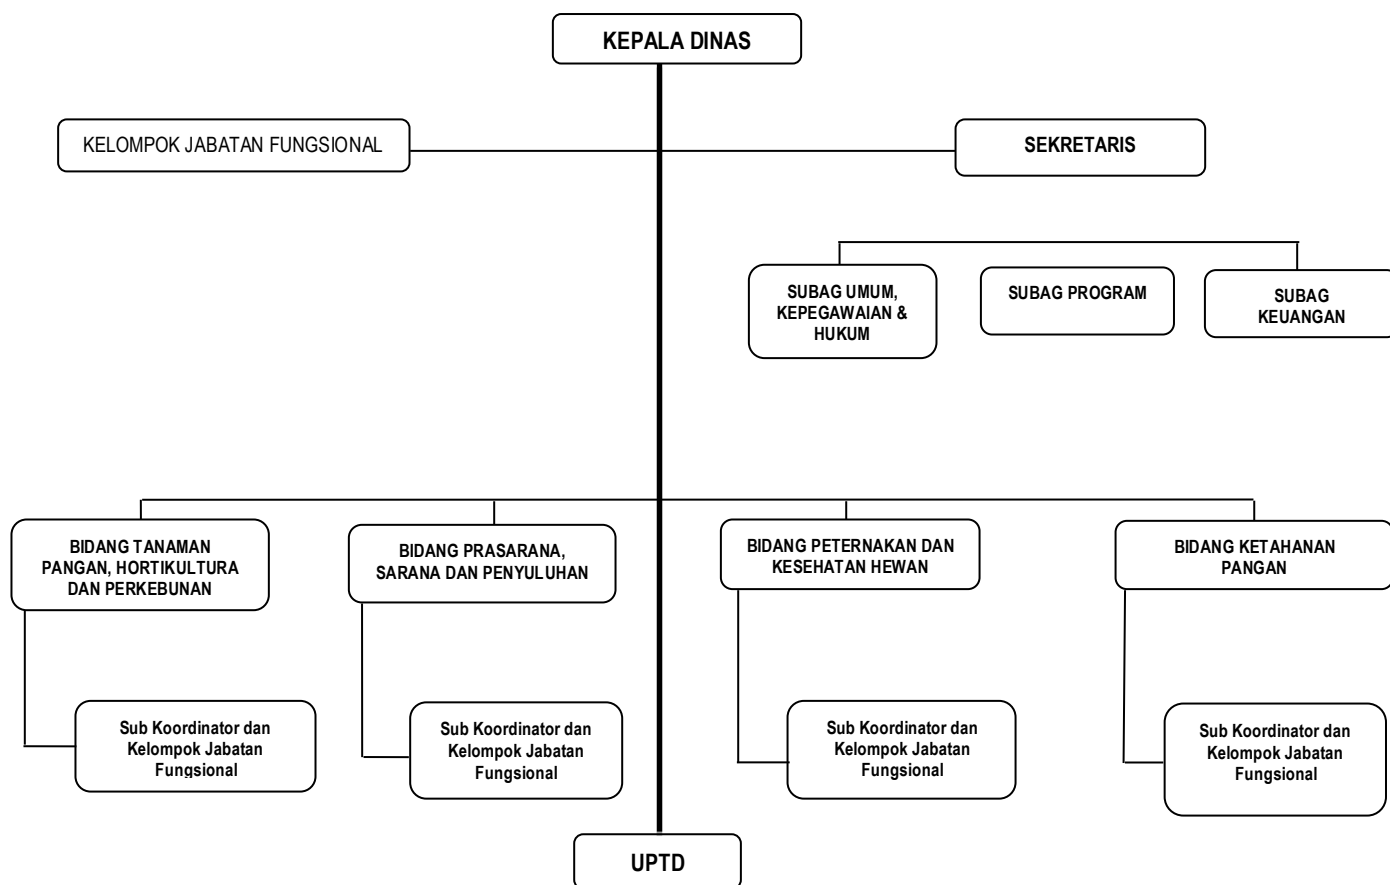 KEPALA DINAS
KELOMPOK JABATAN FUNGSIONAL
SEKRETARIS
SUBAG UMUM,
KEPEGAWAIAN &
HUKUM
SUBAG PROGRAM
SUBAG
KEUANGAN
BIDANG TANAMAN
PANGAN, HORTIKULTURA
DAN PERKEBUNAN
BIDANG PRASARANA,
SARANA DAN PENYULUHAN
BIDANG PETERNAKAN DAN
KESEHATAN HEWAN
BIDANG KETAHANAN
PANGAN
Sub Koordinator dan
Kelompok Jabatan
Fungsional
Sub Koordinator dan
Kelompok Jabatan
Fungsional
Sub Koordinator dan
Kelompok Jabatan
Fungsional
Sub Koordinator dan
Kelompok Jabatan
Fungsional
UPTD